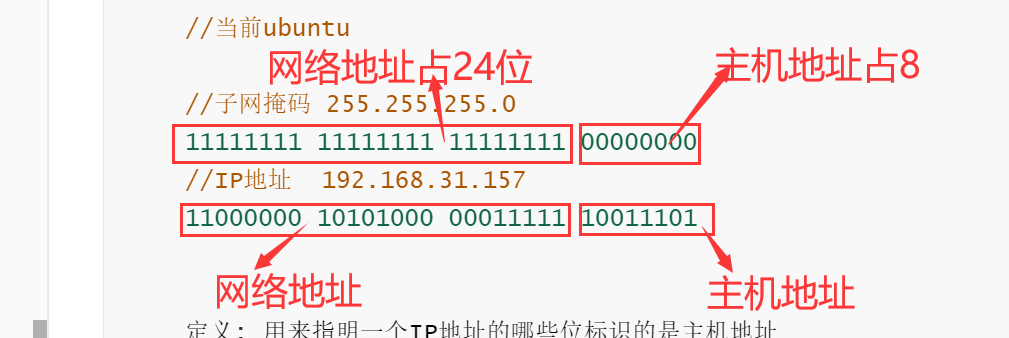 //当前ubuntu
网络地址占24位 主机地址占8
//子网掩码 255.255.255.0
11111111 11111111 11111111 00000000
//IP地址 192.168.31.157
11000000 10101000 00011111 10011101
网络地址 主机地址
定义: 用来指明一个IP地址的哪些位标识的是主机地址